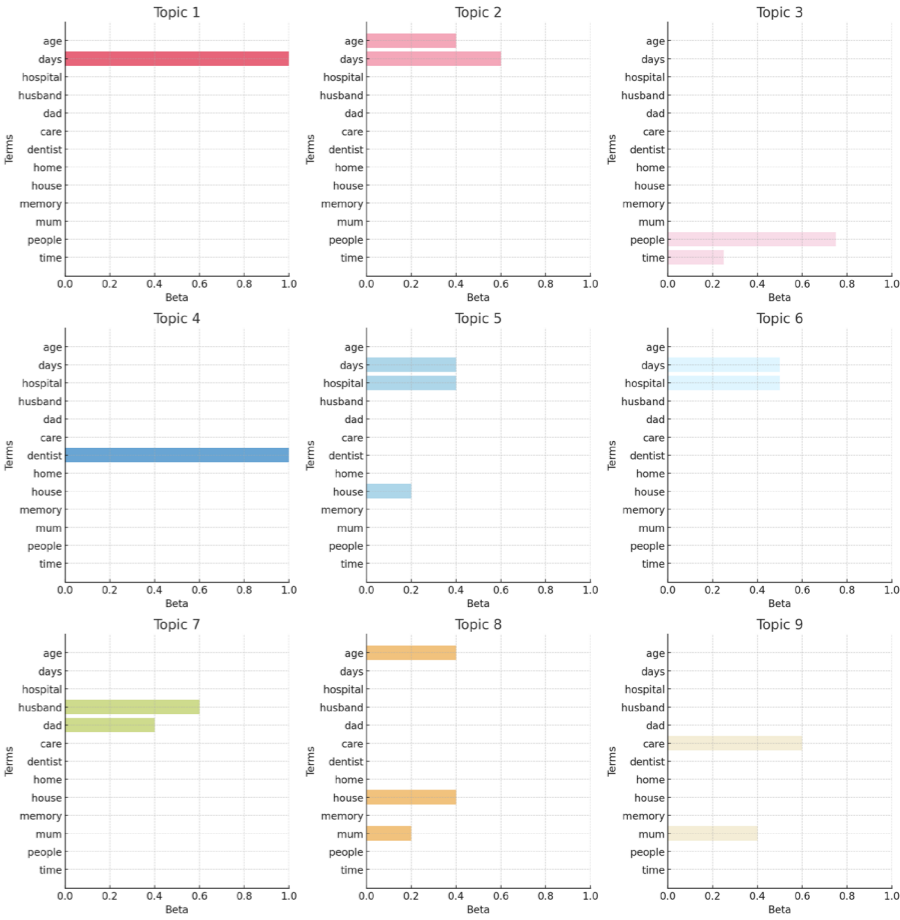 Topic 1
Terms
age
days
hospital
husband
dad
care
dentist
home
house
memory
mum
people
time
0.0 0.2 0.4 0.6 0.8 1.0
Beta
Topic 2
Terms
age
days
hospital
husband
dad
care
dentist
home
house
memory
mum
people
time
0.0 0.2 0.4 0.6 0.8 1.0
Beta
Topic 3
Terms
age
days
hospital
husband
dad
care
dentist
home
house
memory
mum
people
time
0.0 0.2 0.4 0.6 0.8 1.0
Beta
Topic 4
Terms
age
days
hospital
husband
dad
care
dentist
home
house
memory
mum
people
time
0.0 0.2 0.4 0.6 0.8 1.0
Beta
Topic 5
Terms
age
days
hospital
husband
dad
care
dentist
home
house
memory
mum
people
time
0.0 0.2 0.4 0.6 0.8 1.0
Beta
Topic 6
Terms
age
days
hospital
husband
dad
care
dentist
home
house
memory
mum
people
time
0.0 0.2 0.4 0.6 0.8 1.0
Beta
Topic 7
Terms
age
days
hospital
husband
dad
care
dentist
home
house
memory
mum
people
time
0.0 0.2 0.4 0.6 0.8 1.0
Beta
Topic 8
Terms
age
days
hospital
husband
dad
care
dentist
home
house
memory
mum
people
time
0.0 0.2 0.4 0.6 0.8 1.0
Beta
Topic 9
Terms
age
days
hospital
husband
dad
care
dentist
home
house
memory
mum
people
time
0.0 0.2 0.4 0.6 0.8 1.0
Beta